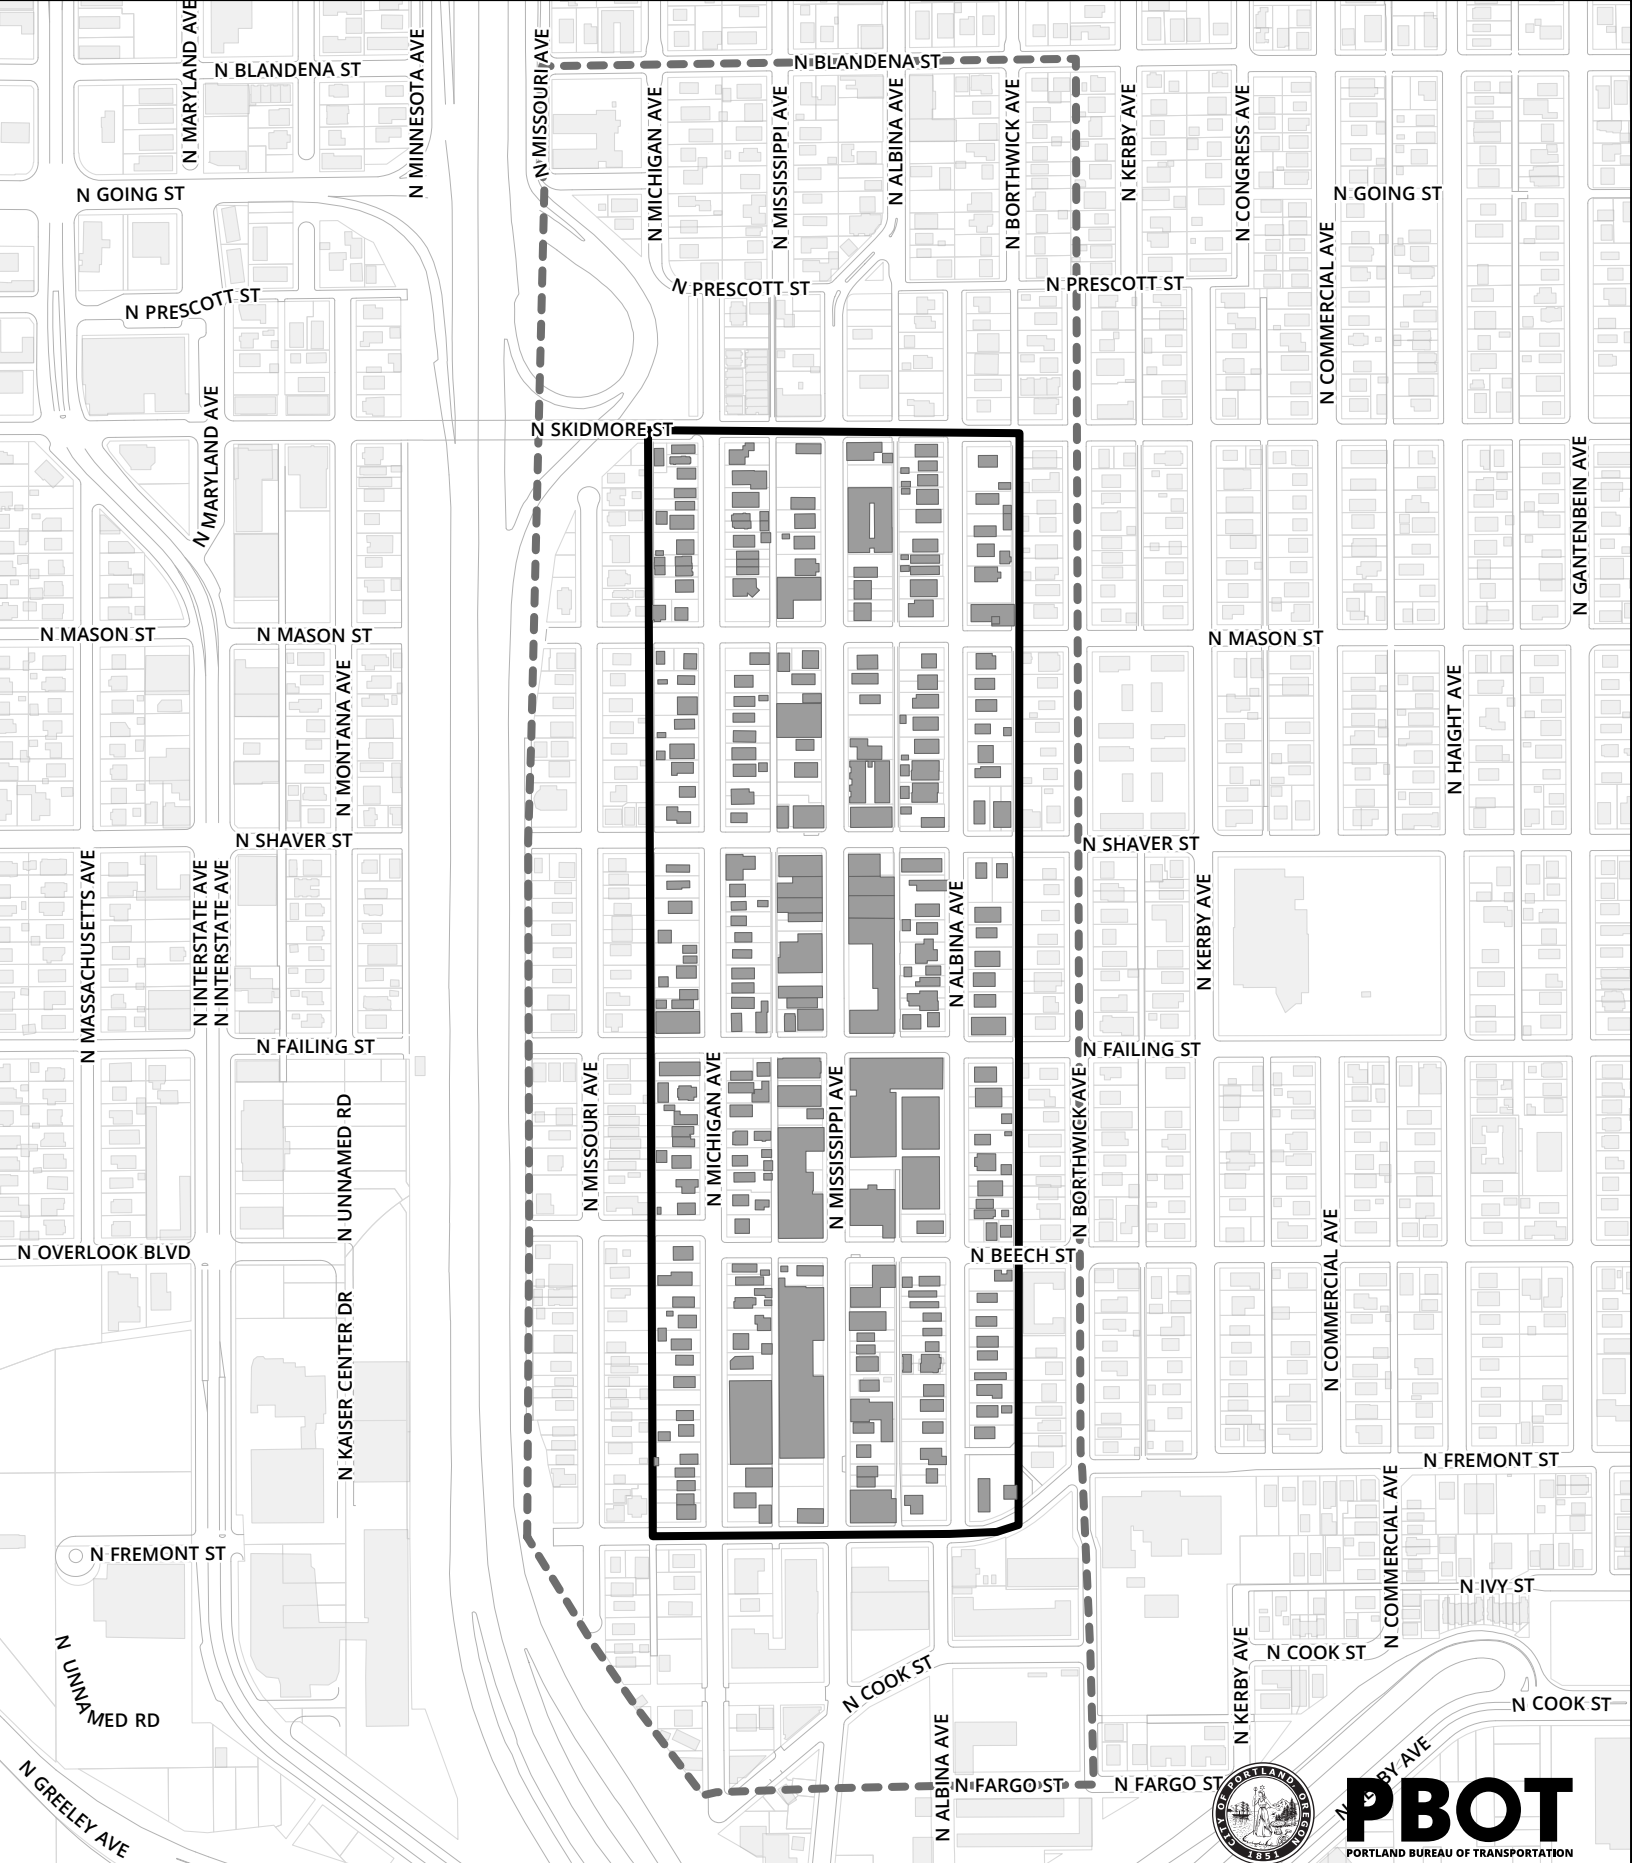 N MARYLAND AVE
N MINNESOTA AVE
N MISSOURI AVE
N BLANDENA ST
N BLANDENA ST
N MICHIGAN AVE
N MISSISSIPPI AVE
N ALBINA AVE
N BORTHWICK AVE
N KERBY AVE
N CONGRESS AVE
N GOING ST
N GOING ST
N COMMERCIAL AVE
N PRESCOTT ST
N PRESCOTT ST
N PRESCOTT ST
N MARYLAND AVE
N SKIDMORE ST
N GANTENBEIN AVE
N MASON ST
N MASON ST
N MASON ST
N MONTANA AVE
N HAIGHT AVE
N SHAVER ST
N SHAVER ST
N MASSACHUSETTS AVE
N INTERSTATE AVE
N INTERSTATE AVE
N ALBINA AVE
N KERBY AVE
N FAILING ST
N FAILING ST
N UNNAMED RD
N MISSOURI AVE
N MICHIGAN AVE
N MISSISSIPPI AVE
N BORTHWICK AVE
N COMMERCIAL AVE
N OVERLOOK BLVD
N BEECH ST
N KAISER CENTER DR
N FREMONT ST
N FREMONT ST
N COMMERCIAL AVE
N IVY ST
N UNNAMED RD
N KERBY AVE
N COOK ST
N COOK ST
N COOK ST
N ALBINA AVE
N GREELEY AVE
N FARGO ST
N FARGO ST
N KERBY AVE
CITY OF PORTLAND, OREGON
1851
PBOT
PORTLAND BUREAU OF TRANSPORTATION